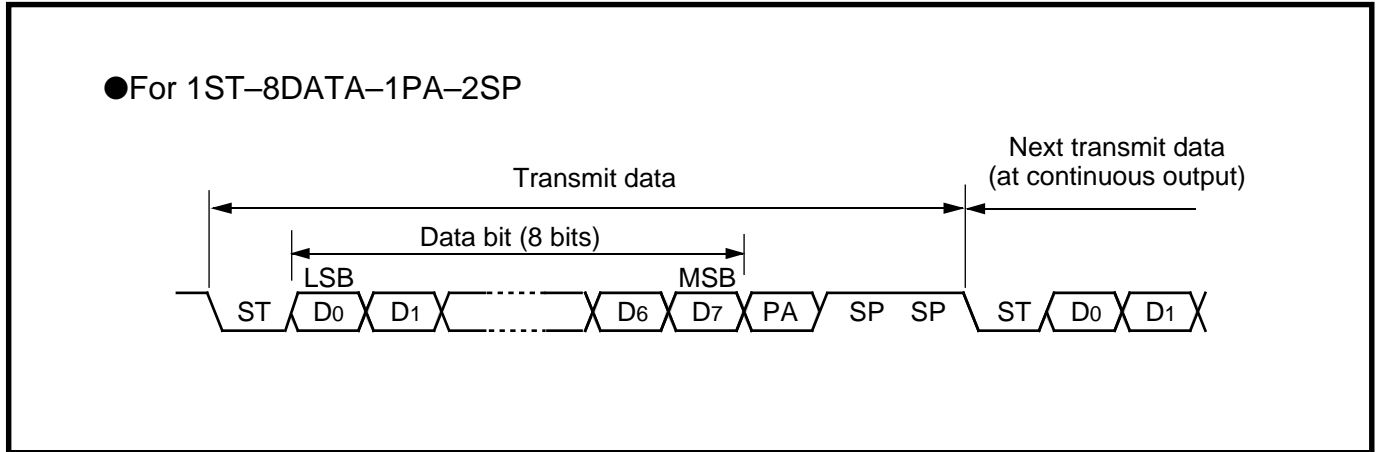 ●For 1ST–8DATA–1PA–2SP
Next transmit data
(at continuous output)
Transmit data
Data bit (8 bits)
LSB MSB
ST D0 D1 D6 D7 PA SP SP ST D0 D1